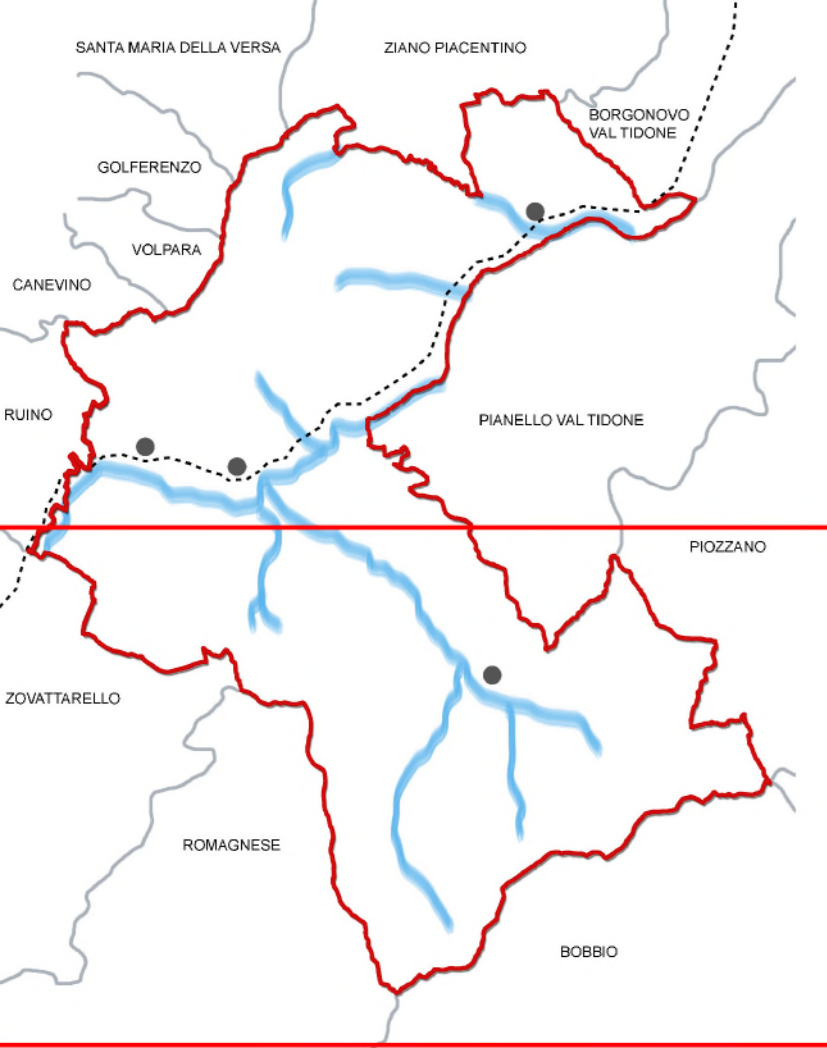 SANTA MARIA DELLA VERSA
ZIANO PIACENTINO
BORGONOVO
VAL TIDONE
GOLFERENZO
VOLPARA
CANEVINO
RUINO
PIANELLO VAL TIDONE
PIOZZANO
ZOVATTARELLO
ROMAGNESE
BOBBIO